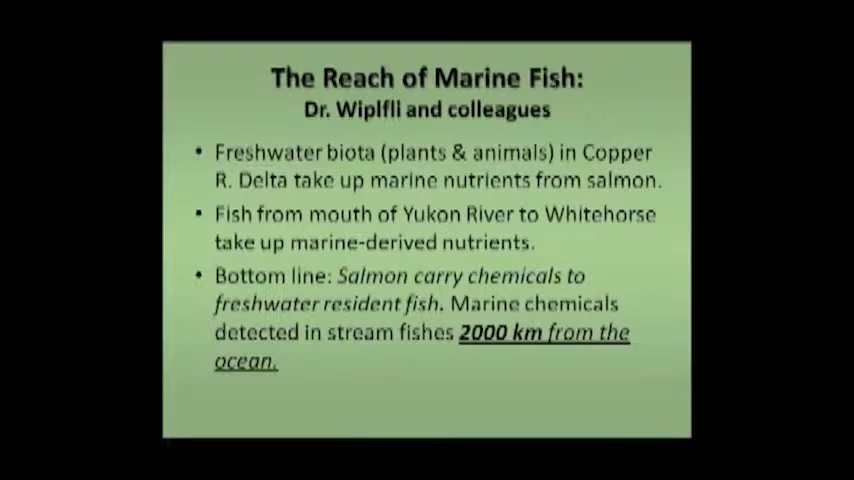 The Reach of Marine Fish:
Dr. Wiplfli and colleagues
• Freshwater biota (plants & animals) in Copper
R. Delta take up marine nutrients from salmon.
• Fish from mouth of Yukon River to Whitehorse
take up marine-derived nutrients.
• Bottom line: Salmon carry chemicals to
freshwater resident fish. Marine chemicals
detected in stream fishes 2000 km from the
ocean.